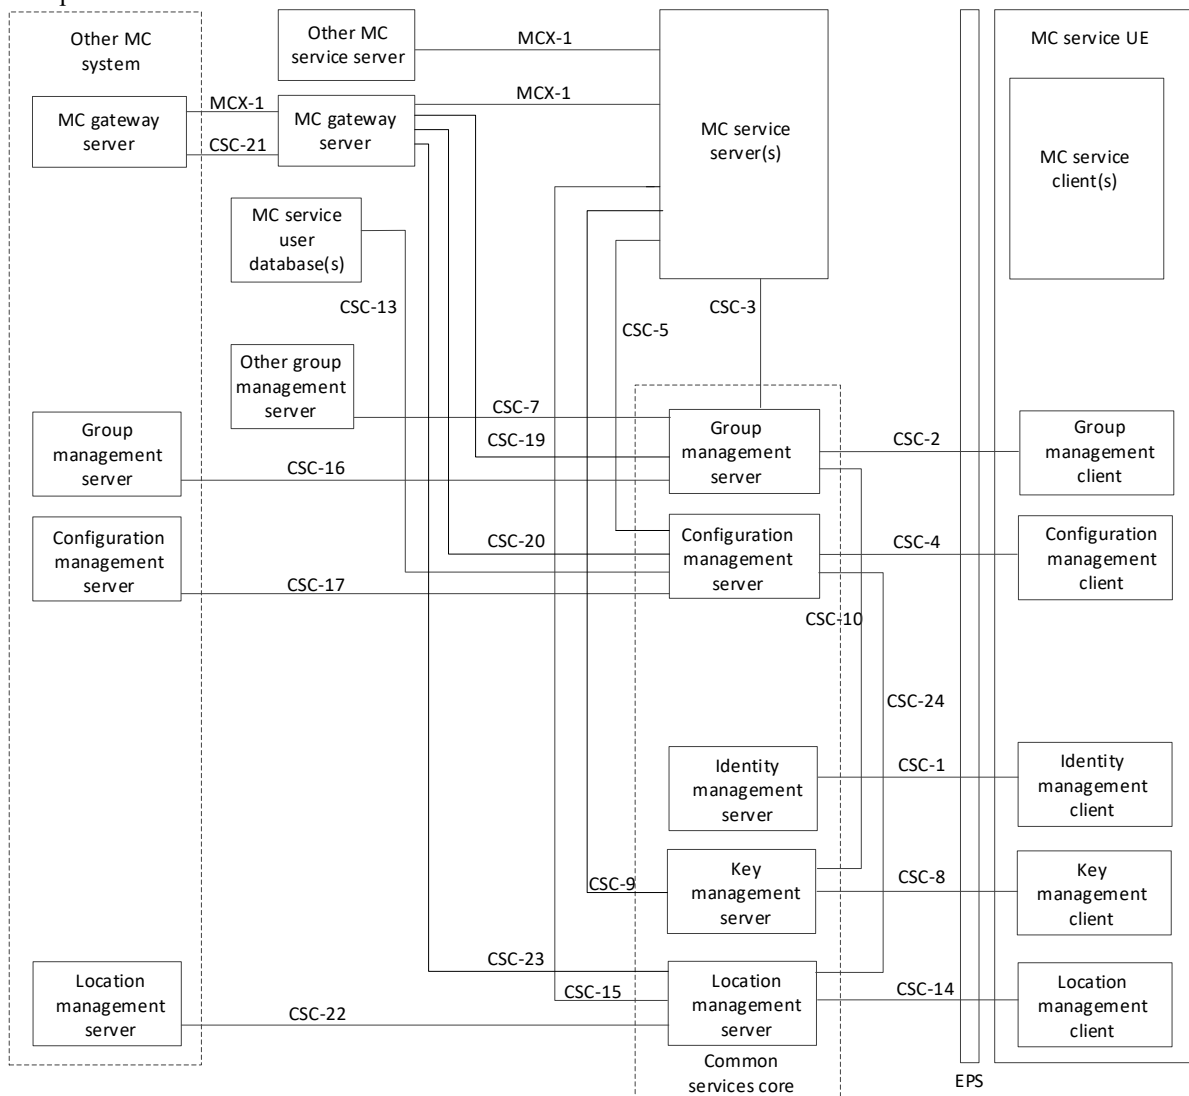 Other MC
system
Other MC
service server
MCX-1
MC service UE
MCX-1
MC gateway
server
CSC-21
MC gateway
server
MCX-1
MC service
server(s)
MC service
client(s)
MC service
user
database(s)
CSC-13
CSC-3
CSC-5
Other group
management
server
CSC-7
Group
management
server
CSC-16
CSC-19
Group
management
server
CSC-2
Group
management
client
Configuration
management
server
CSC-17
CSC-20
Configuration
management
server
CSC-4
Configuration
management
client
CSC-10
CSC-24
Identity
management
server
CSC-1
Identity
management
client
CSC-9
Key
management
server
CSC-8
Key
management
client
Location
management
server
CSC-22
CSC-23
CSC-15
Location
management
server
CSC-14
Location
management
client
Common
services core
EPS